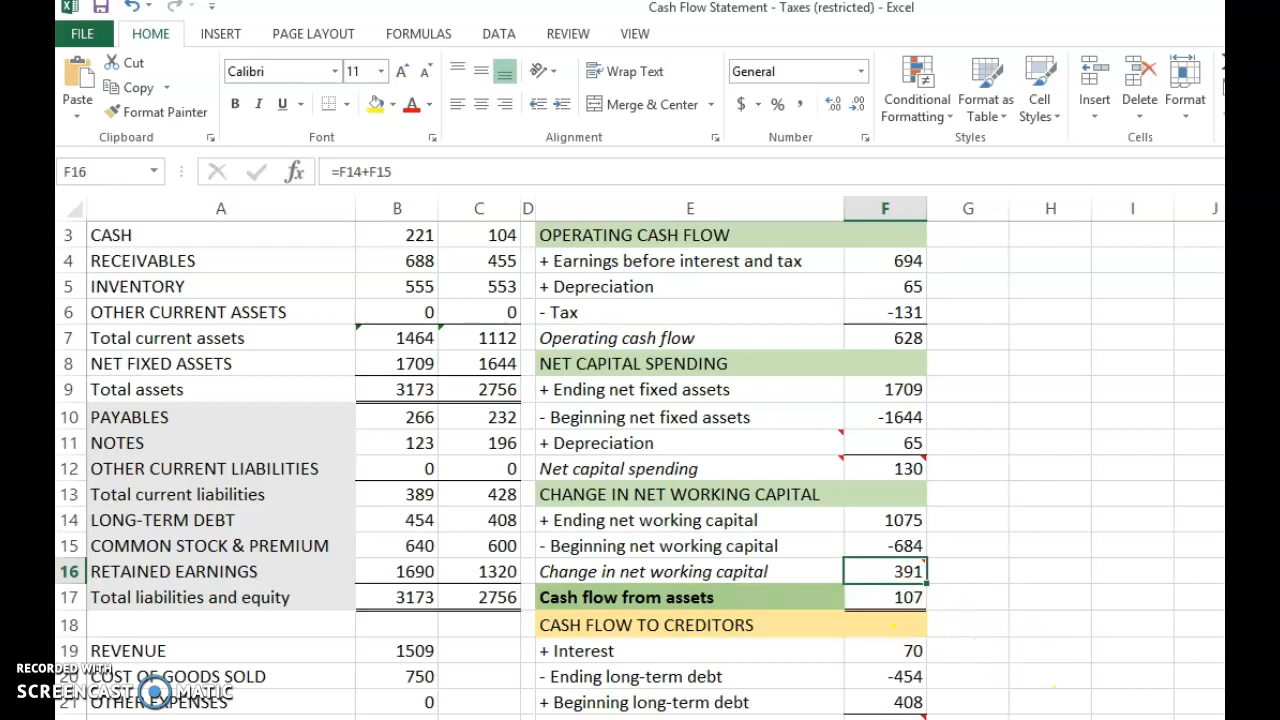 Cash Flow Statement - Taxes (restricted) - Excel
FILE HOME INSERT PAGE LAYOUT FORMULAS DATA REVIEW VIEW
Paste Cut Copy Format Painter
Calibri 11
B I U A
Wrap Text
Merge & Center
General
$ % ,
Conditional Formatting
Format as Table
Cell Styles
Insert Delete Format
Clipboard Font Alignment Number Styles Cells
F16 fx =F14+F15
A B C D E F G H I J
3 CASH 221 104 OPERATING CASH FLOW
4 RECEIVABLES 688 455 + Earnings before interest and tax 694
5 INVENTORY 555 553 + Depreciation 65
6 OTHER CURRENT ASSETS 0 0 - Tax -131
7 Total current assets 1464 1112 Operating cash flow 628
8 NET FIXED ASSETS 1709 1644 NET CAPITAL SPENDING
9 Total assets 3173 2756 + Ending net fixed assets 1709
10 PAYABLES 266 232 - Beginning net fixed assets -1644
11 NOTES 123 196 + Depreciation 65
12 OTHER CURRENT LIABILITIES 0 0 Net capital spending 130
13 Total current liabilities 389 428 CHANGE IN NET WORKING CAPITAL
14 LONG-TERM DEBT 454 408 + Ending net working capital 1075
15 COMMON STOCK & PREMIUM 640 600 - Beginning net working capital -684
16 RETAINED EARNINGS 1690 1320 Change in net working capital 391
17 Total liabilities and equity 3173 2756 Cash flow from assets 107
18 CASH FLOW TO CREDITORS
19 REVENUE 1509 + Interest 70
20 COST OF GOODS SOLD 750 - Ending long-term debt -454
21 OTHER EXPENSES 0 + Beginning long-term debt 408
RECORDED WITH
SCREENCAST MATIC